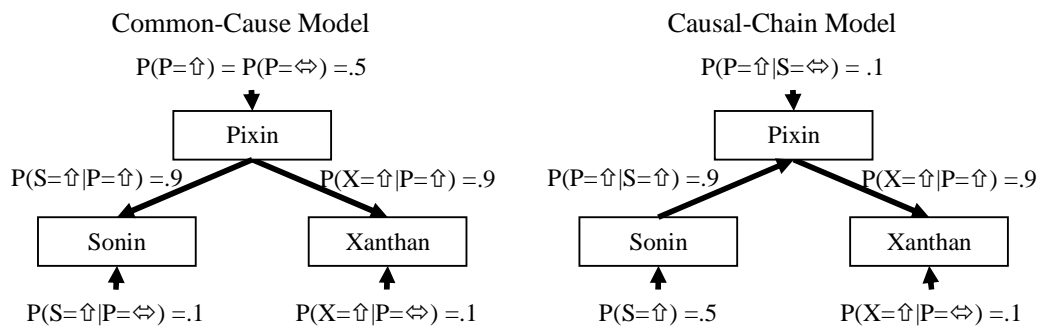 Common-Cause Model
P(P=⇧) = P(P=⬄) =.5
Pixin
P(S=⇧|P=⇧) =.9
P(X=⇧|P=⇧) =.9
Sonin
Xanthan
P(S=⇧|P=⬄) =.1
P(X=⇧|P=⬄) =.1
Causal-Chain Model
P(P=⇧|S=⬄) = .1
Pixin
P(P=⇧|S=⇧) =.9
P(X=⇧|P=⇧) =.9
Sonin
Xanthan
P(S=⇧) =.5
P(X=⇧|P=⬄) =.1